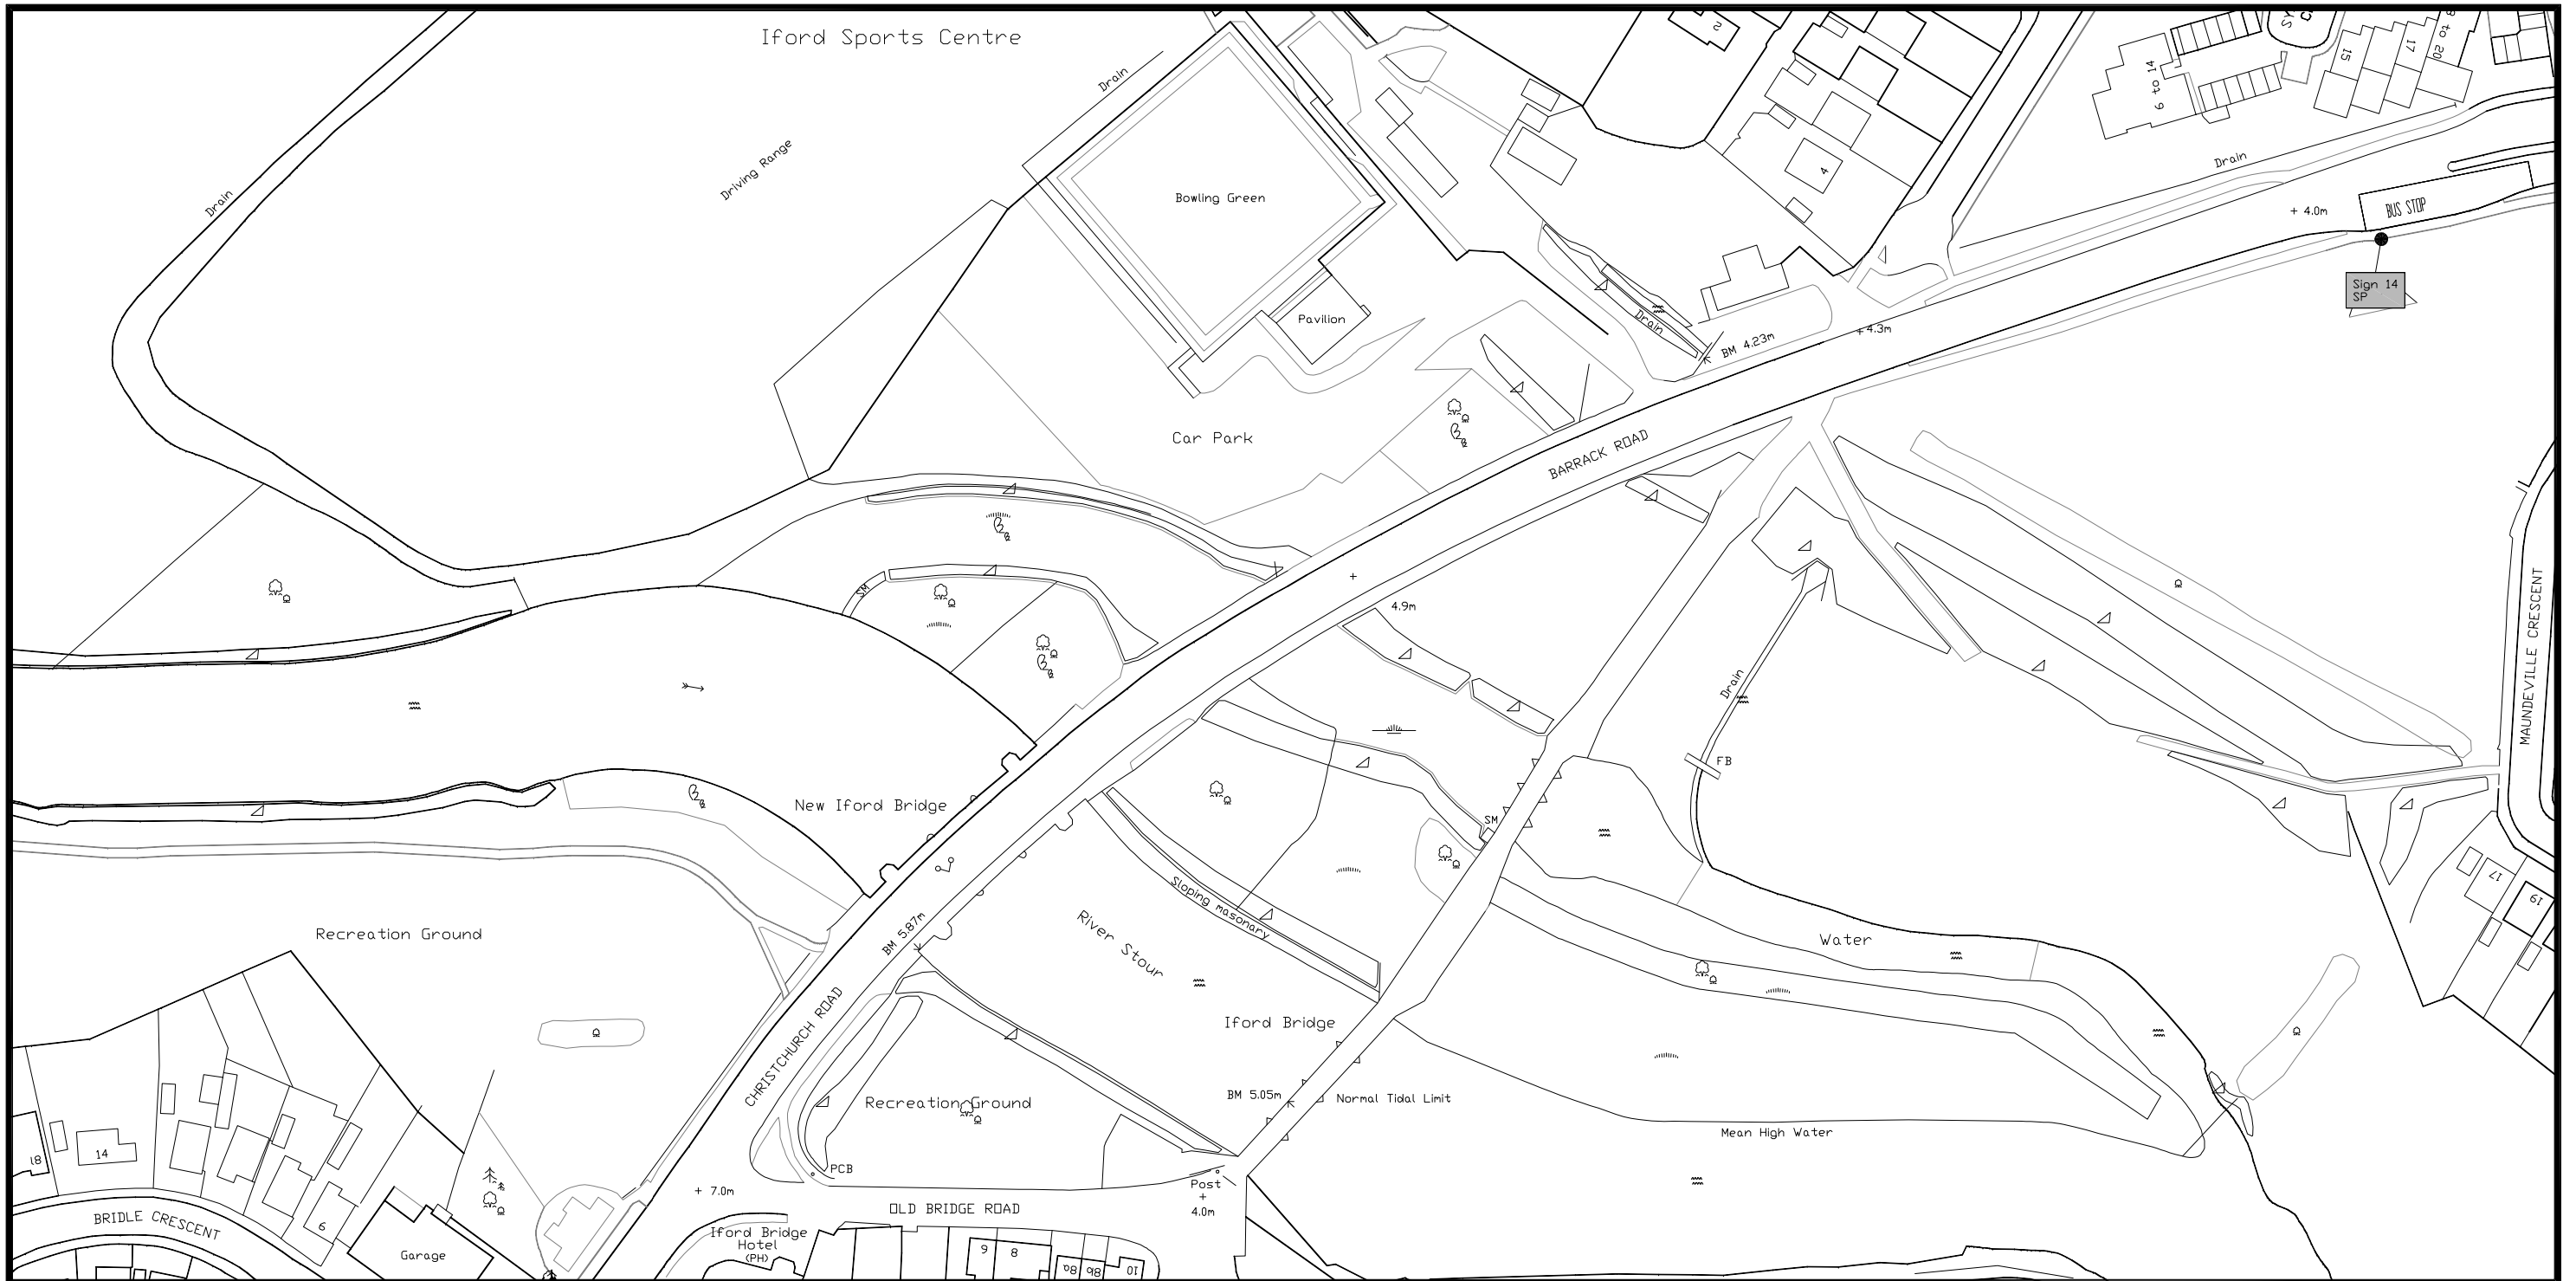 Iford Sports Centre
2
15
17
6 to 14
Drain
Driving Range
Drain
Bowling Green
4
Drain
+ 4.0m
BUS STOP
Sign 14
SP
Pavilion
Drain
BM 4.23m
+4.3m
Car Park
BARRACK ROAD
SM
4.9m
MAUNDEVILLE CRESCENT
Drain
FB
New Iford Bridge
SM
17
19
Sloping masonary
Recreation Ground
BM 5.87m
River Stour
Water
CHRISTCHURCH ROAD
Iford Bridge
Recreation Ground
BM 5.05m
Normal Tidal Limit
Mean High Water
18
14
PCB
Post
+ 7.0m
4.0m
OLD BRIDGE ROAD
BRIDLE CRESCENT
6
Garage
Iford Bridge
Hotel
(PH)
9
8
8a
8b
10